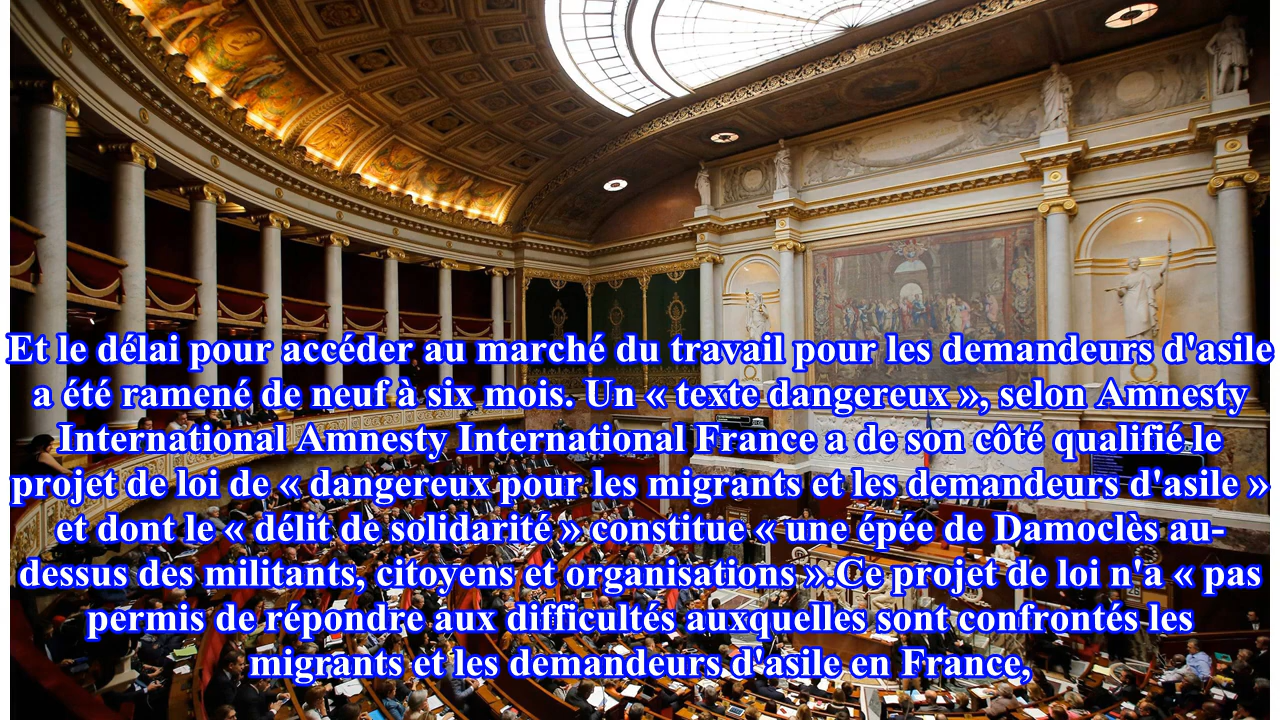 Et le délai pour accéder au marché du travail pour les demandeurs d'asile
a été ramené de neuf à six mois. Un « texte dangereux », selon Amnesty
International Amnesty International France a de son côté qualifié le
projet de loi de « dangereux pour les migrants et les demandeurs d'asile »
et dont le « délit de solidarité » constitue « une épée de Damoclès au-
dessus des militants, citoyens et organisations ».Ce projet de loi n'a « pas
permis de répondre aux difficultés auxquelles sont confrontés les
migrants et les demandeurs d'asile en France,